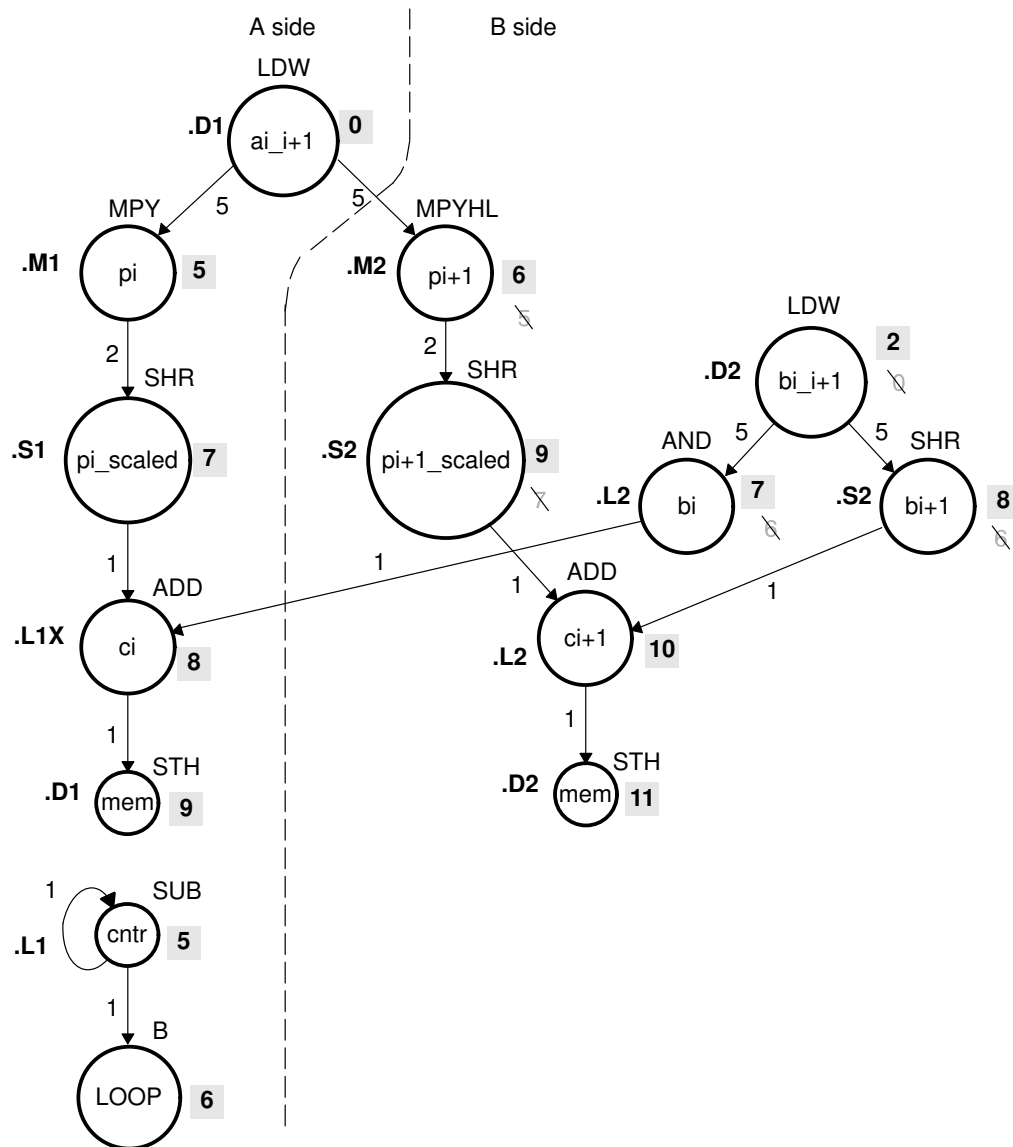 A side
B side
LDW
.D1
ai_i+1
0
5
5
MPY
.M1
pi
5
MPYHL
.M2
pi+1
6
5
LDW
.D2
bi_i+1
2
0
2
SHR
.S1
pi_scaled
7
2
SHR
.S2
pi+1_scaled
9
7
5
5
AND
.L2
bi
7
6
SHR
.S2
bi+1
8
6
1
1
1
1
ADD
.L1X
ci
8
ADD
.L2
ci+1
10
1
STH
.D1
mem
9
1
STH
.D2
mem
11
1
SUB
.L1
cntr
5
1
B
LOOP
6